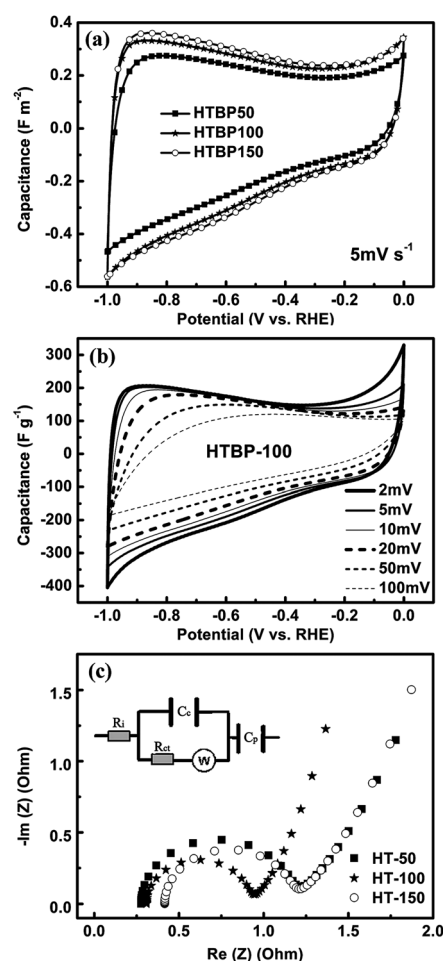 (a)
0.4
0.2
0.0
-0.2
-0.4
-0.6
Capacitance (F m⁻²)
HTBP50
HTBP100
HTBP150
5mV s⁻¹
-1.0 -0.8 -0.6 -0.4 -0.2 0.0
Potential (V vs. RHE)
(b)
300
200
100
0
-100
-200
-300
-400
Capacitance (F g⁻¹)
HTBP-100
2mV
5mV
10mV
20mV
50mV
100mV
-1.0 -0.8 -0.6 -0.4 -0.2 0.0
Potential (V vs. RHE)
(c)
1.5
1.0
0.5
0.0
-Im (Z) (Ohm)
Ri
Cc
Rct
W
Cp
HT-50
HT-100
HT-150
0.0 0.5 1.0 1.5 2.0
Re (Z) (Ohm)